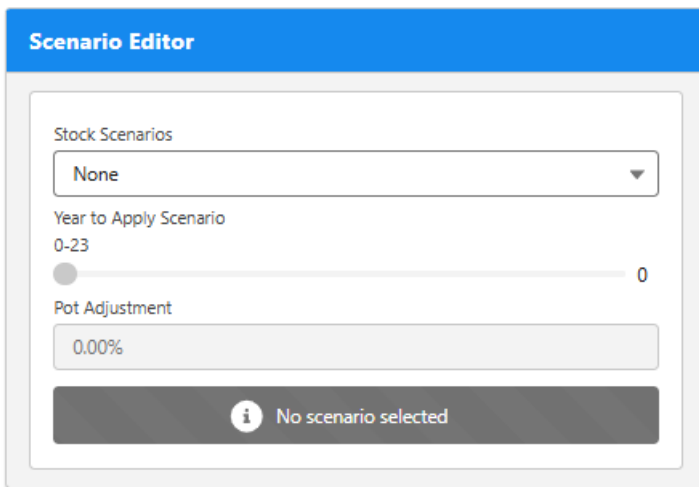 Scenario Editor
Stock Scenarios
None
Year to Apply Scenario
0-23
0
Pot Adjustment
0.00%
No scenario selected